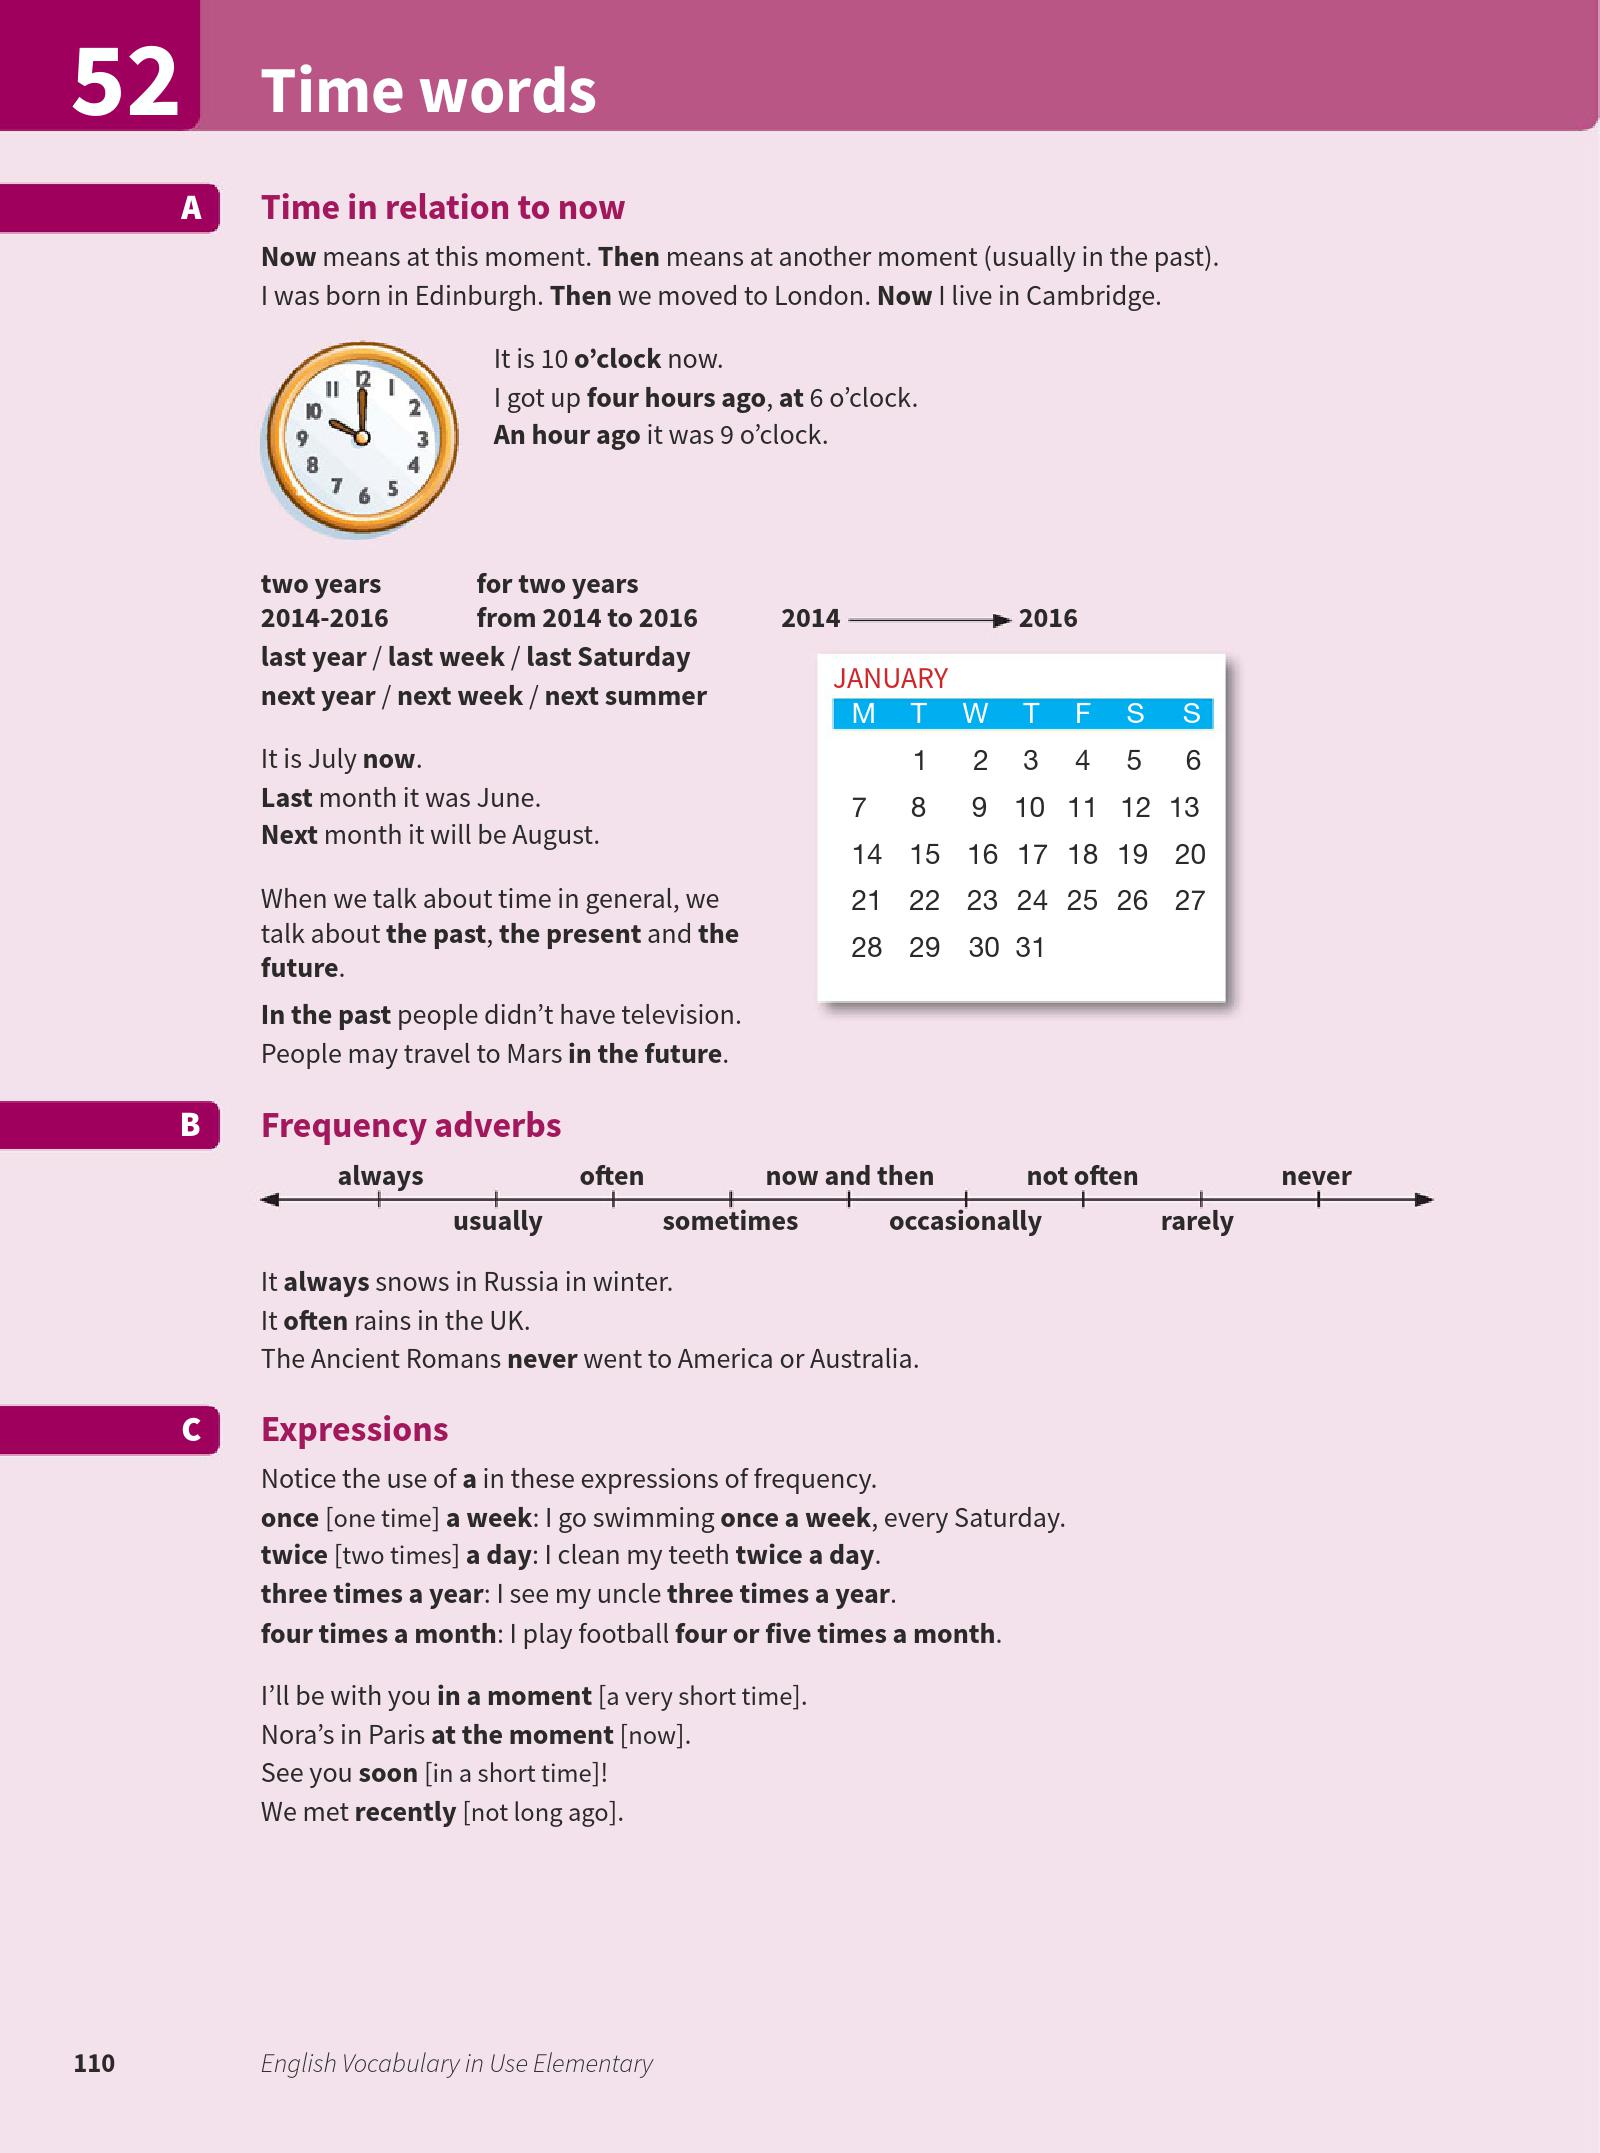 52 Time words
A Time in relation to now
Now means at this moment. Then means at another moment (usually in the past).
I was born in Edinburgh. Then we moved to London. Now I live in Cambridge.
12
11 1
10 2
9 3
8 4
7 5
6
It is 10 o’clock now.
I got up four hours ago, at 6 o’clock.
An hour ago it was 9 o’clock.
two years for two years
2014-2016 from 2014 to 2016 2014 2016
last year / last week / last Saturday
next year / next week / next summer
It is July now.
Last month it was June.
Next month it will be August.
When we talk about time in general, we
talk about the past, the present and the
future.
In the past people didn’t have television.
People may travel to Mars in the future.
JANUARY
M T W T F S S
1 2 3 4 5 6
7 8 9 10 11 12 13
14 15 16 17 18 19 20
21 22 23 24 25 26 27
28 29 30 31
B Frequency adverbs
always often now and then not often never
usually sometimes occasionally rarely
It always snows in Russia in winter.
It often rains in the UK.
The Ancient Romans never went to America or Australia.
C Expressions
Notice the use of a in these expressions of frequency.
once [one time] a week: I go swimming once a week, every Saturday.
twice [two times] a day: I clean my teeth twice a day.
three times a year: I see my uncle three times a year.
four times a month: I play football four or five times a month.
I’ll be with you in a moment [a very short time].
Nora’s in Paris at the moment [now].
See you soon [in a short time]!
We met recently [not long ago].
110 English Vocabulary in Use Elementary